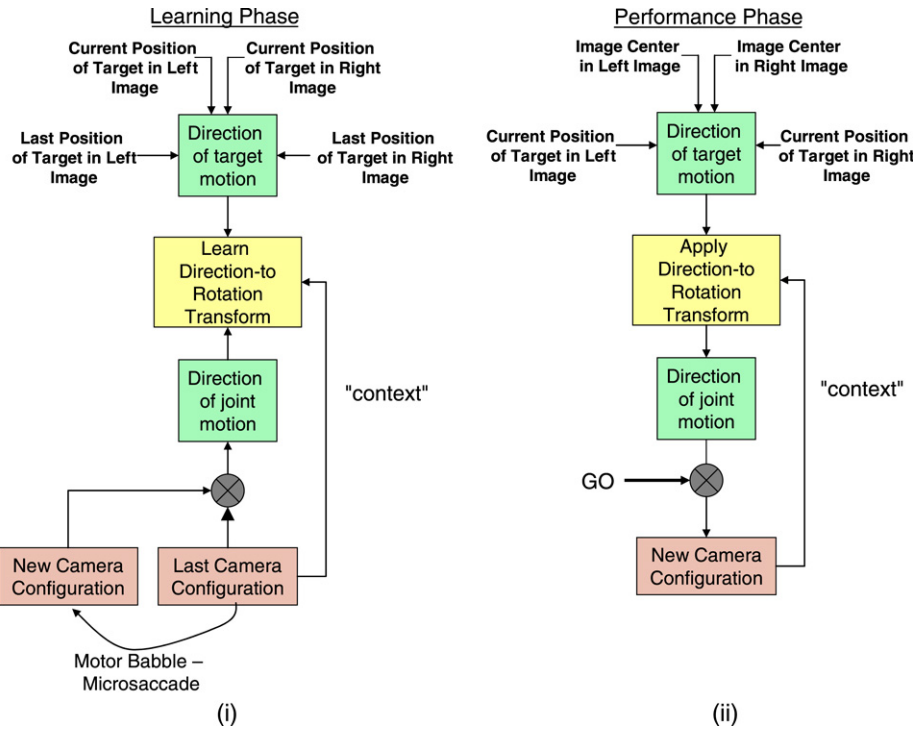 Learning Phase
Current Position
of Target in Left
Image
Current Position
of Target in Right
Image
Last Position
of Target in Left
Image
Direction
of target
motion
Last Position
of Target in Right
Image
Learn
Direction-to
Rotation
Transform
Direction
of joint
motion
"context"
New Camera
Configuration
Last Camera
Configuration
Motor Babble –
Microsaccade
(i)
Performance Phase
Image Center
in Left Image
Image Center
in Right Image
Current Position
of Target in Left
Image
Direction
of target
motion
Current Position
of Target in Right
Image
Apply
Direction-to
Rotation
Transform
Direction
of joint
motion
"context"
GO
New Camera
Configuration
(ii)